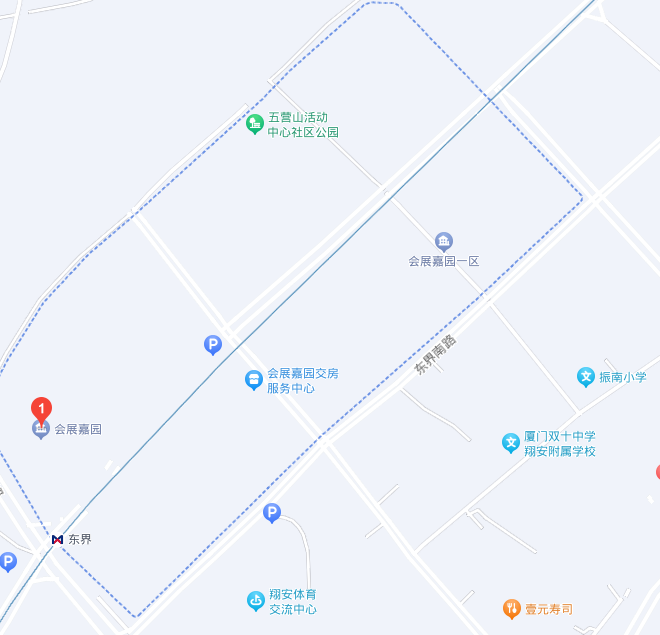 五营山活动
中心社区公园
会展嘉园一区
东界南路
P
会展嘉园交房
服务中心
振南小学
文
1
会展嘉园
厦门双十中学
翔安附属学校
文
P
东界
P
翔安体育
交流中心
壹元寿司